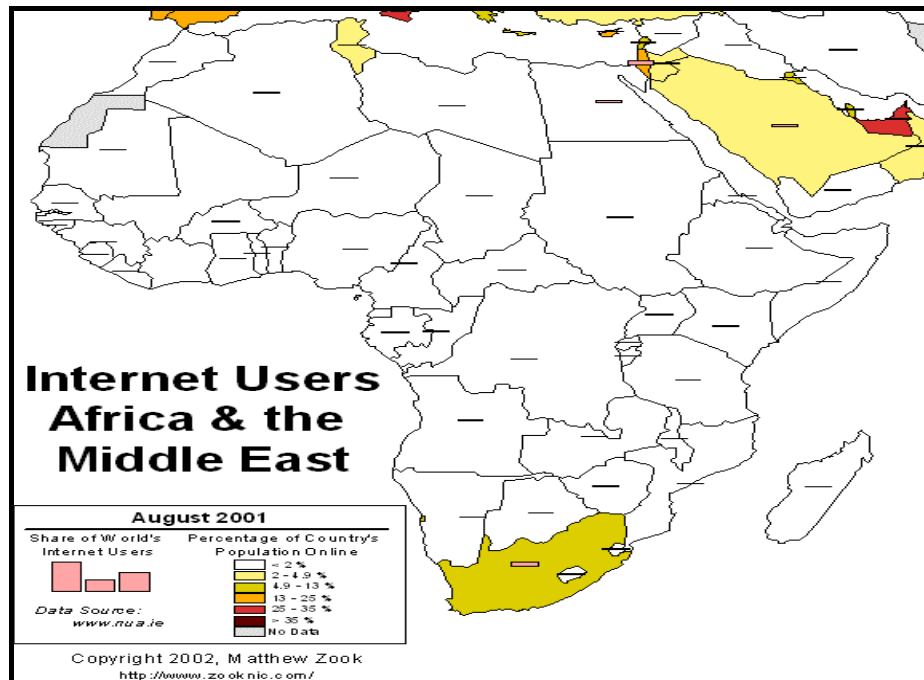 Internet Users
Africa & the
Middle East
August 2001
Share of World's
Internet Users
Data Source:
www.nua.ie
Percentage of Country's
Population Online
< 2 %
2 - 4.9 %
4.9 - 13 %
13 - 25 %
25 - 35 %
> 35 %
No Data
Copyright 2002, Matthew Zook
http://www.zooknic.com/